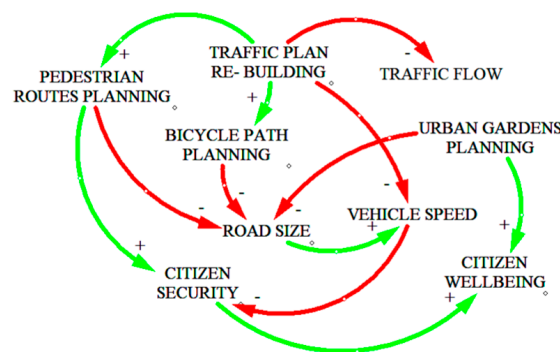 TRAFFIC PLAN
RE- BUILDING
+
-
PEDESTRIAN
ROUTES PLANNING
TRAFFIC FLOW
+
BICYCLE PATH
PLANNING
URBAN GARDENS
PLANNING
-
-
-
-
ROAD SIZE
+
VEHICLE SPEED
+
+
CITIZEN
SECURITY
-
CITIZEN
WELLBEING
+